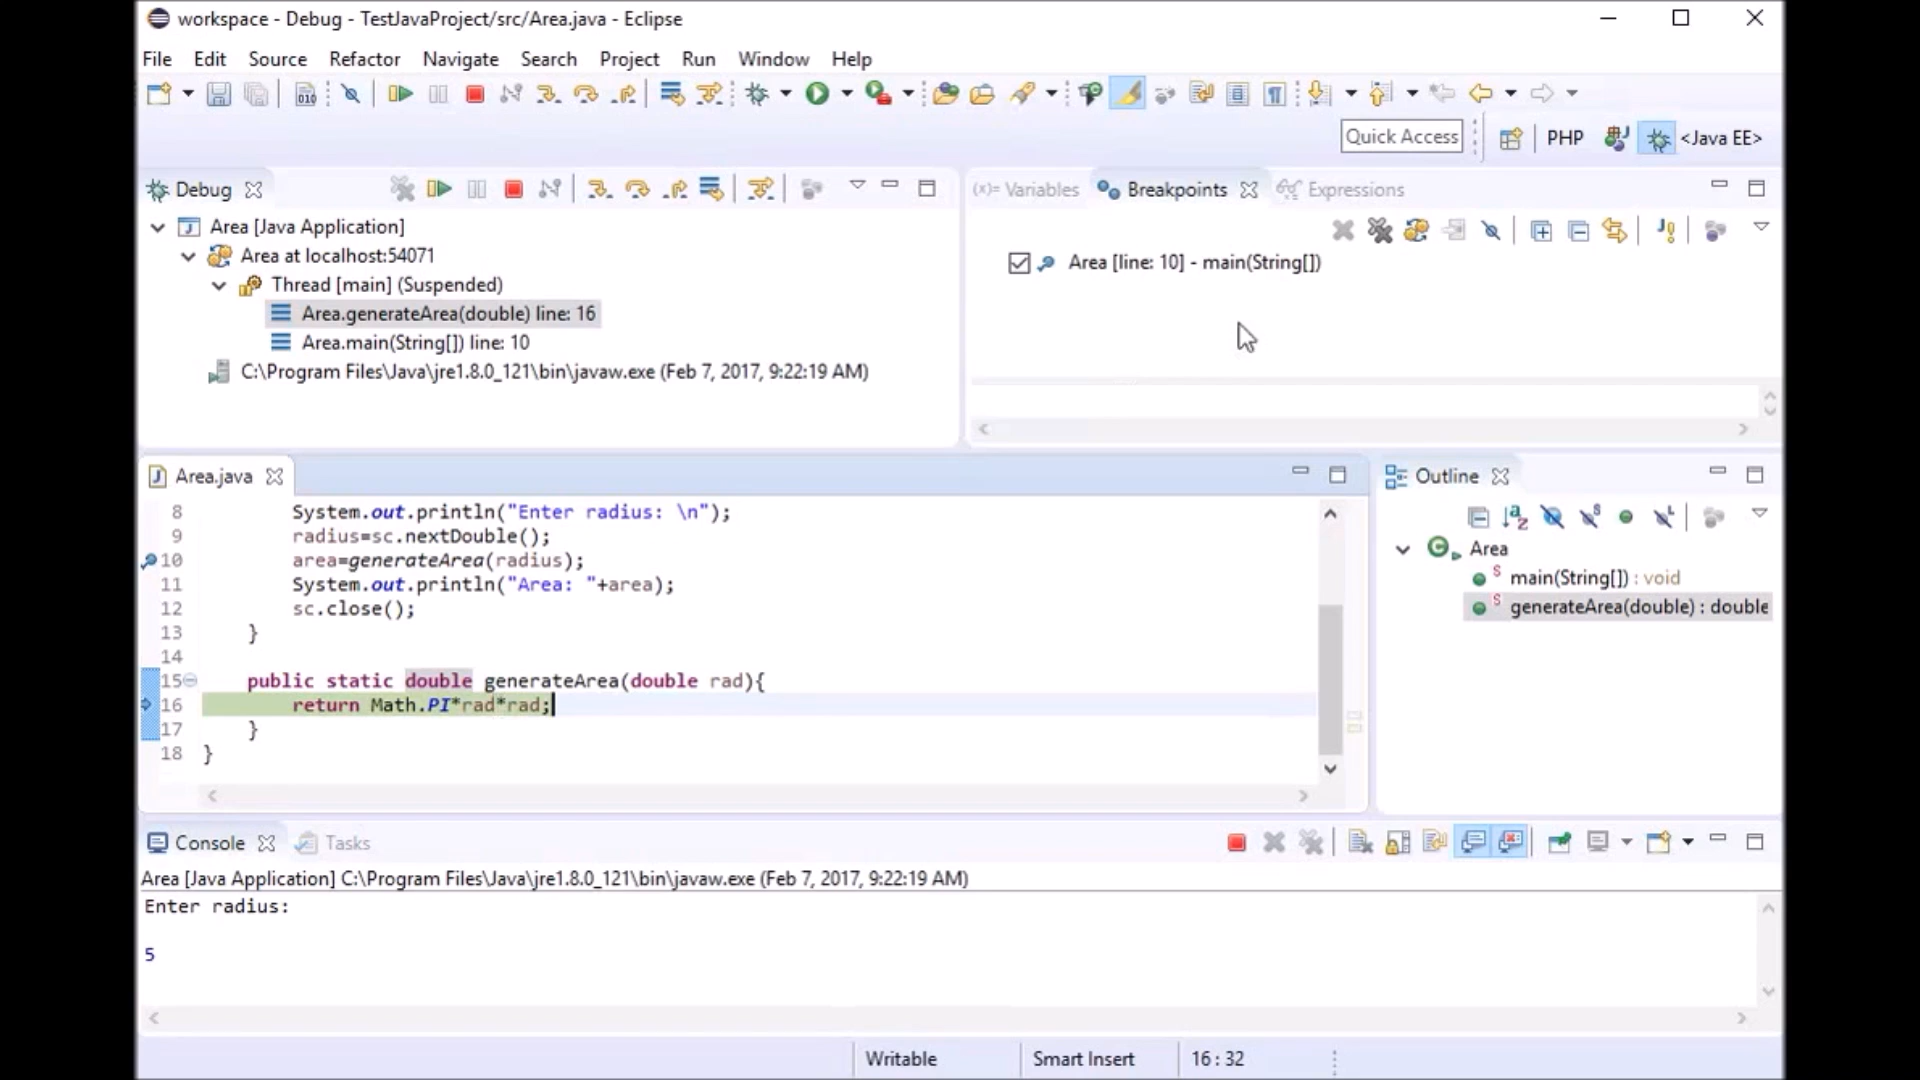 workspace - Debug - TestJavaProject/src/Area.java - Eclipse
File Edit Source Refactor Navigate Search Project Run Window Help
010
Quick Access PHP <Java EE>
Debug
(x)= Variables Breakpoints Expressions
Area [Java Application]
Area at localhost:54071
Thread [main] (Suspended)
Area.generateArea(double) line: 16
Area.main(String[]) line: 10
C:\Program Files\Java\jre1.8.0_121\bin\javaw.exe (Feb 7, 2017, 9:22:19 AM)
Area [line: 10] - main(String[])
Area.java
8 System.out.println("Enter radius: \n");
9 radius=sc.nextDouble();
10 area=generateArea(radius);
11 System.out.println("Area: "+area);
12 sc.close();
13 }
14
15 public static double generateArea(double rad){
16 return Math.PI*rad*rad;
17 }
18 }
Outline
Area
main(String[]) : void
generateArea(double) : double
Console Tasks
Area [Java Application] C:\Program Files\Java\jre1.8.0_121\bin\javaw.exe (Feb 7, 2017, 9:22:19 AM)
Enter radius:
5
Writable Smart Insert 16 : 32